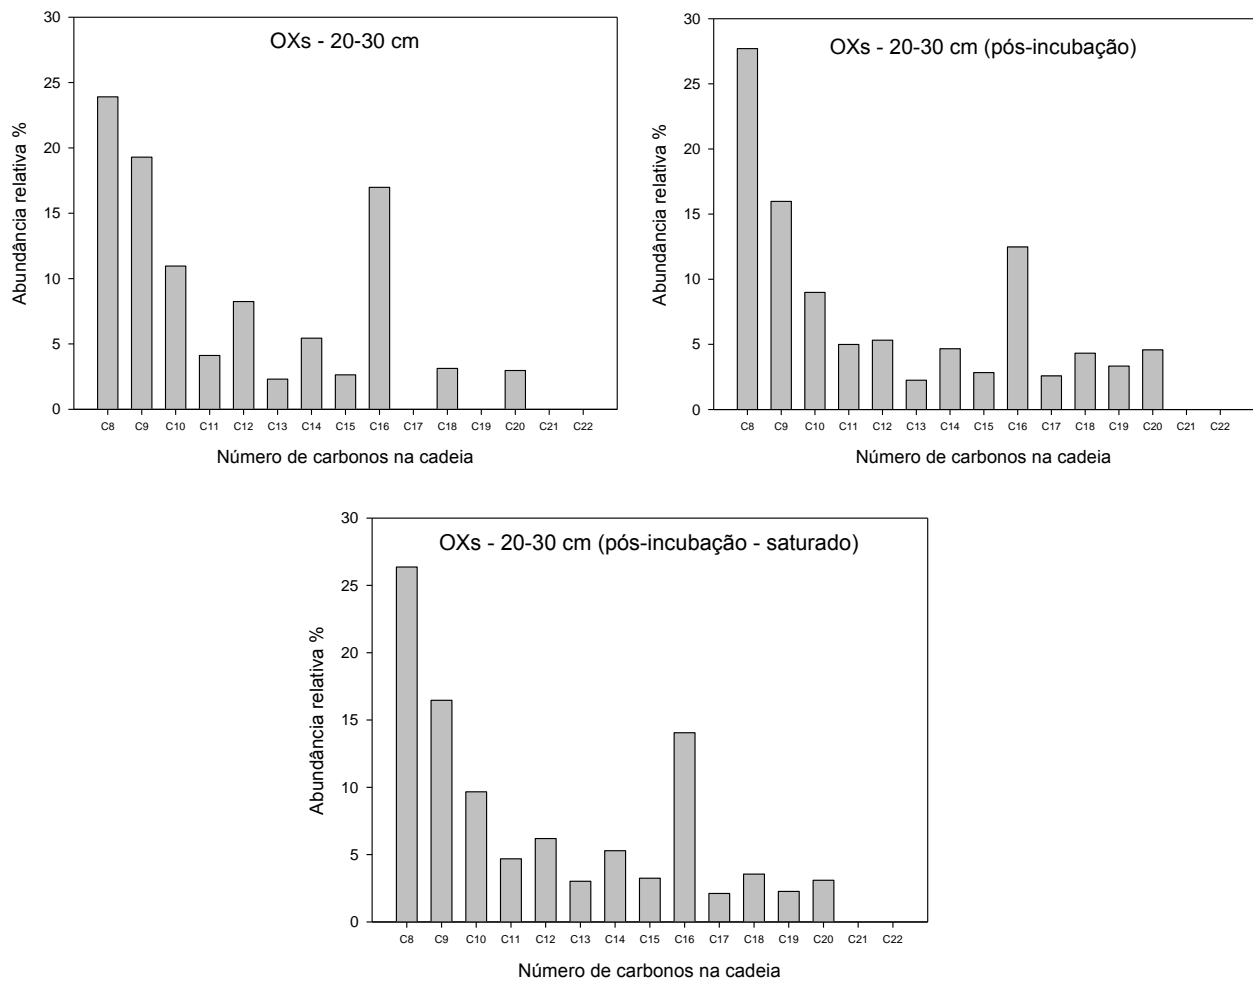 OXs - 20-30 cm
Abundância relativa %
30
25
20
15
10
5
0
C8 C9 C10 C11 C12 C13 C14 C15 C16 C17 C18 C19 C20 C21 C22
Número de carbonos na cadeia
OXs - 20-30 cm (pós-incubação)
Abundância relativa %
30
25
20
15
10
5
0
C8 C9 C10 C11 C12 C13 C14 C15 C16 C17 C18 C19 C20 C21 C22
Número de carbonos na cadeia
OXs - 20-30 cm (pós-incubação - saturado)
Abundância relativa %
30
25
20
15
10
5
0
C8 C9 C10 C11 C12 C13 C14 C15 C16 C17 C18 C19 C20 C21 C22
Número de carbonos na cadeia